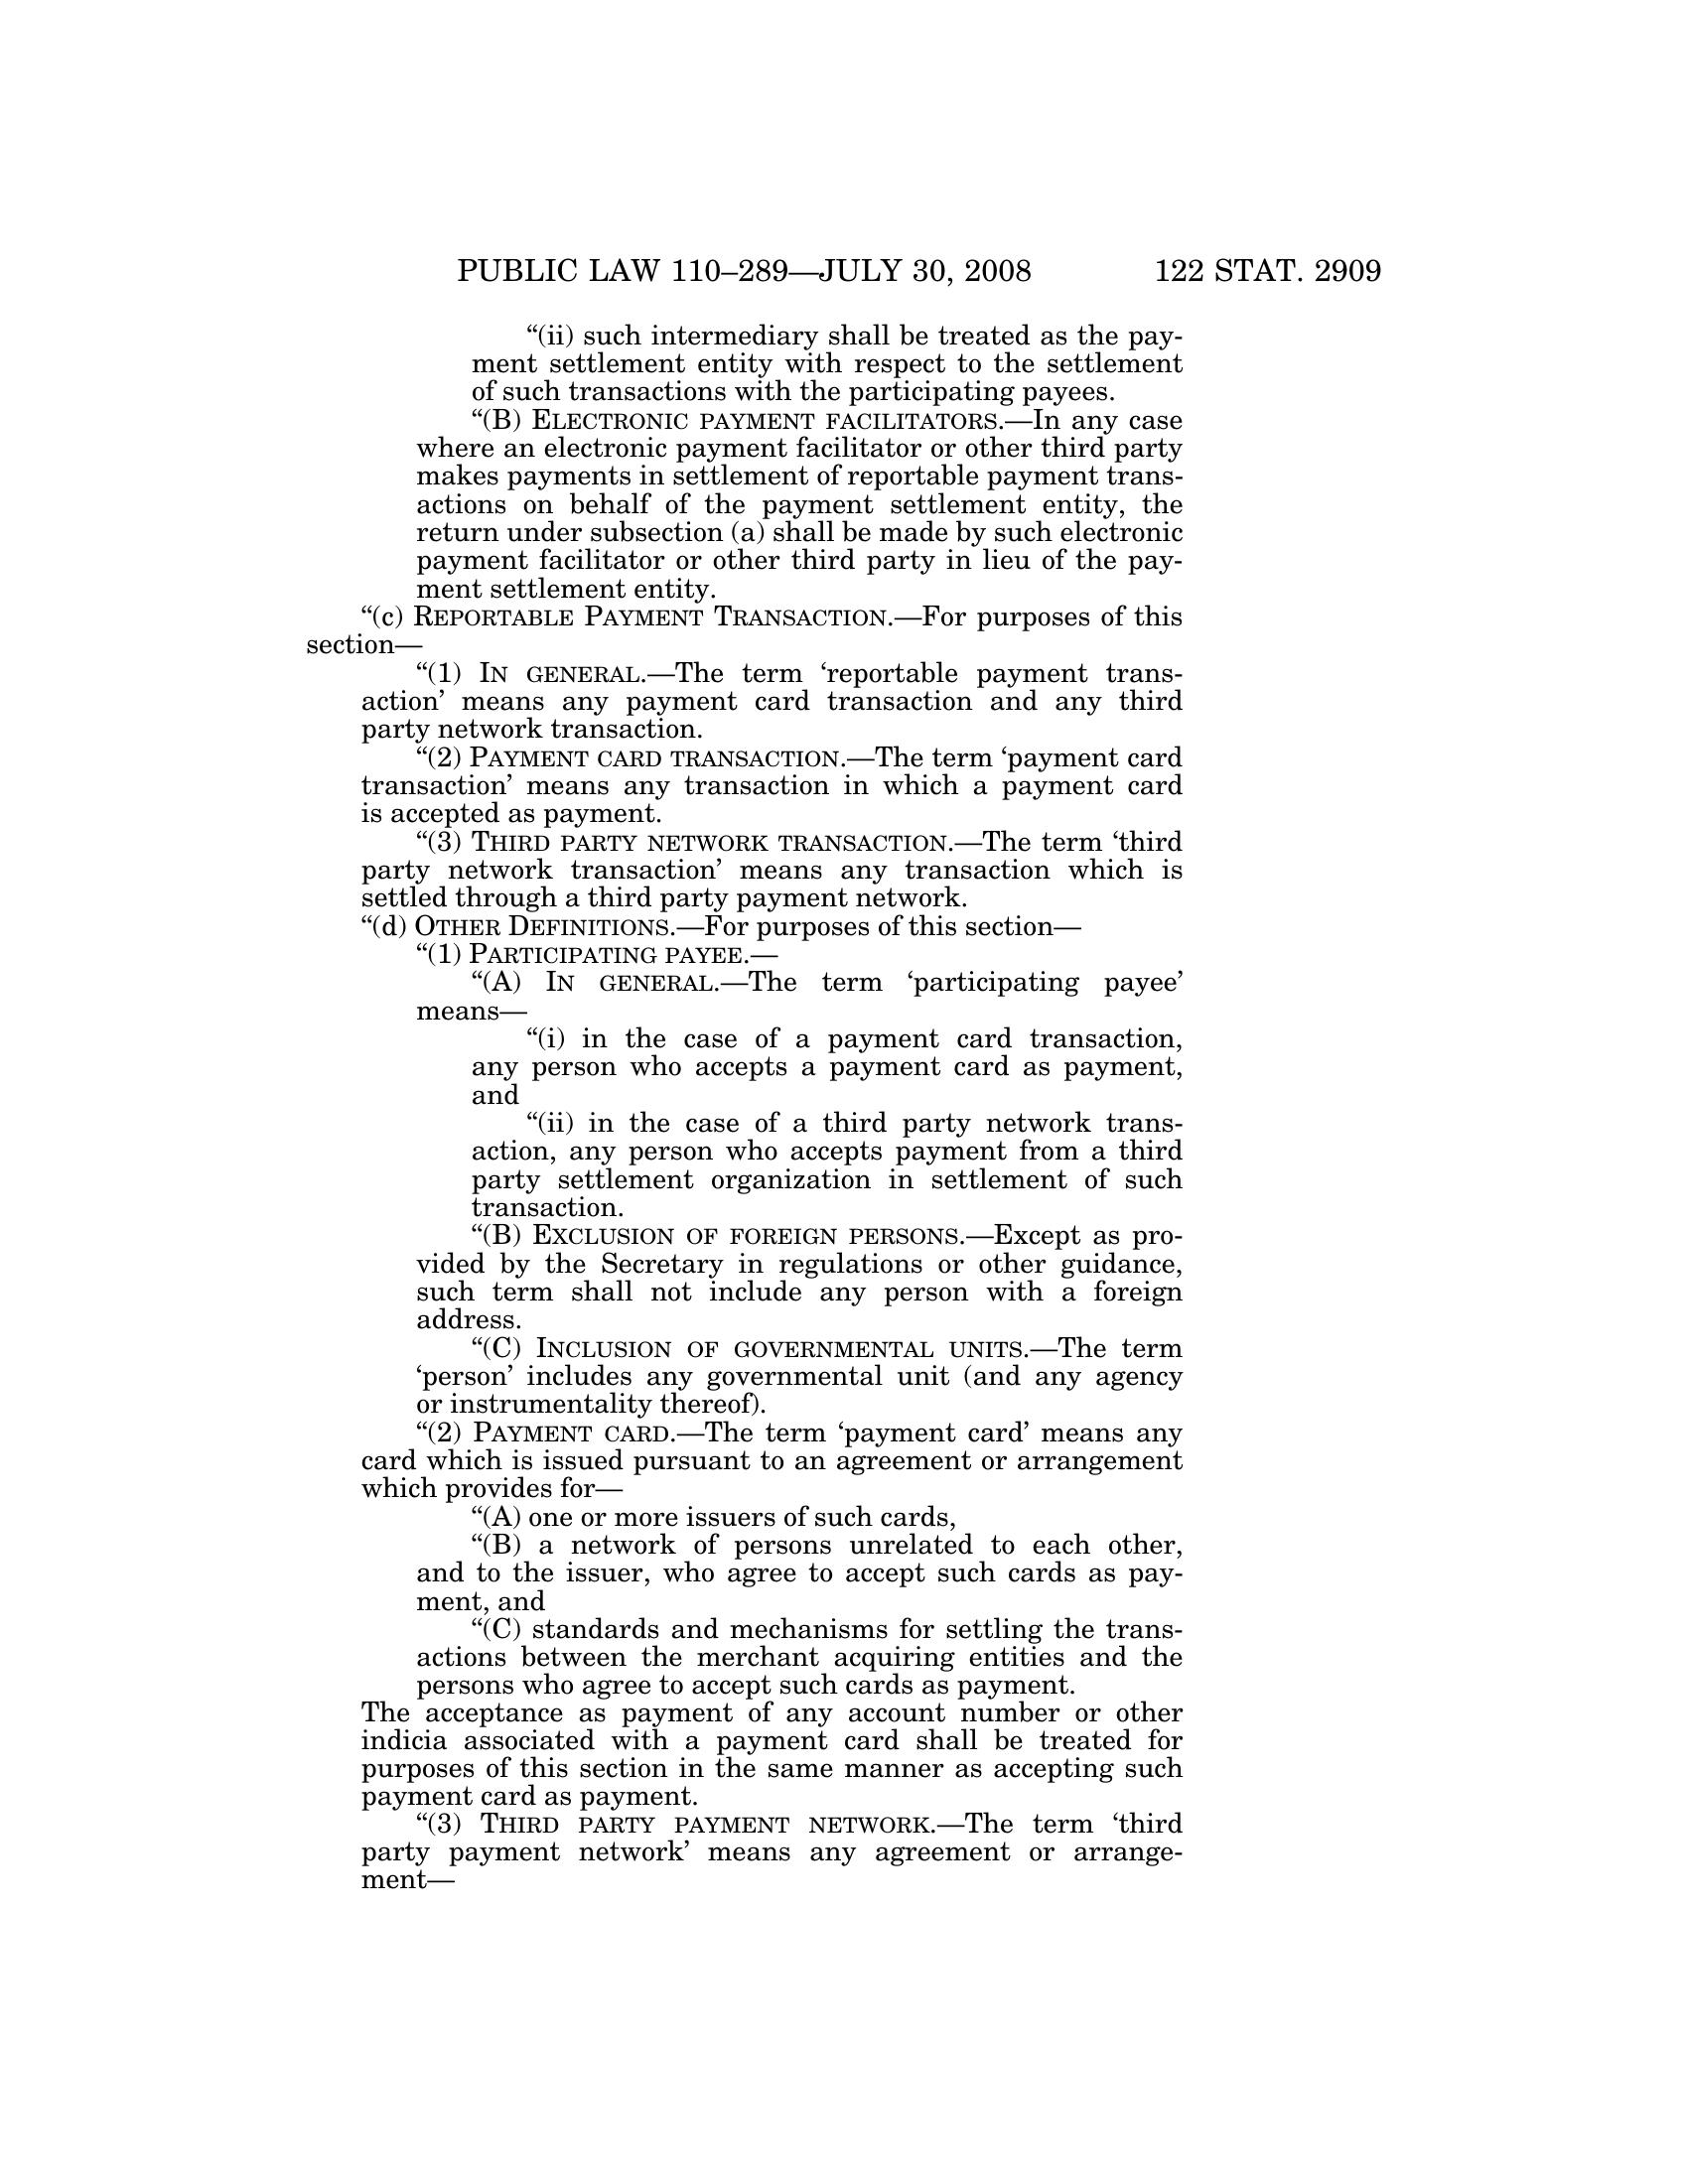 PUBLIC LAW 110–289—JULY 30, 2008 122 STAT. 2909
“(ii) such intermediary shall be treated as the pay-
ment settlement entity with respect to the settlement
of such transactions with the participating payees.
“(B) ELECTRONIC PAYMENT FACILITATORS.—In any case
where an electronic payment facilitator or other third party
makes payments in settlement of reportable payment trans-
actions on behalf of the payment settlement entity, the
return under subsection (a) shall be made by such electronic
payment facilitator or other third party in lieu of the pay-
ment settlement entity.
“(c) REPORTABLE PAYMENT TRANSACTION.—For purposes of this
section—
“(1) IN GENERAL.—The term ‘reportable payment trans-
action’ means any payment card transaction and any third
party network transaction.
“(2) PAYMENT CARD TRANSACTION.—The term ‘payment card
transaction’ means any transaction in which a payment card
is accepted as payment.
“(3) THIRD PARTY NETWORK TRANSACTION.—The term ‘third
party network transaction’ means any transaction which is
settled through a third party payment network.
“(d) OTHER DEFINITIONS.—For purposes of this section—
“(1) PARTICIPATING PAYEE.—
“(A) IN GENERAL.—The term ‘participating payee’
means—
“(i) in the case of a payment card transaction,
any person who accepts a payment card as payment,
and
“(ii) in the case of a third party network trans-
action, any person who accepts payment from a third
party settlement organization in settlement of such
transaction.
“(B) EXCLUSION OF FOREIGN PERSONS.—Except as pro-
vided by the Secretary in regulations or other guidance,
such term shall not include any person with a foreign
address.
“(C) INCLUSION OF GOVERNMENTAL UNITS.—The term
‘person’ includes any governmental unit (and any agency
or instrumentality thereof).
“(2) PAYMENT CARD.—The term ‘payment card’ means any
card which is issued pursuant to an agreement or arrangement
which provides for—
“(A) one or more issuers of such cards,
“(B) a network of persons unrelated to each other,
and to the issuer, who agree to accept such cards as pay-
ment, and
“(C) standards and mechanisms for settling the trans-
actions between the merchant acquiring entities and the
persons who agree to accept such cards as payment.
The acceptance as payment of any account number or other
indicia associated with a payment card shall be treated for
purposes of this section in the same manner as accepting such
payment card as payment.
“(3) THIRD PARTY PAYMENT NETWORK.—The term ‘third
party payment network’ means any agreement or arrange-
ment—